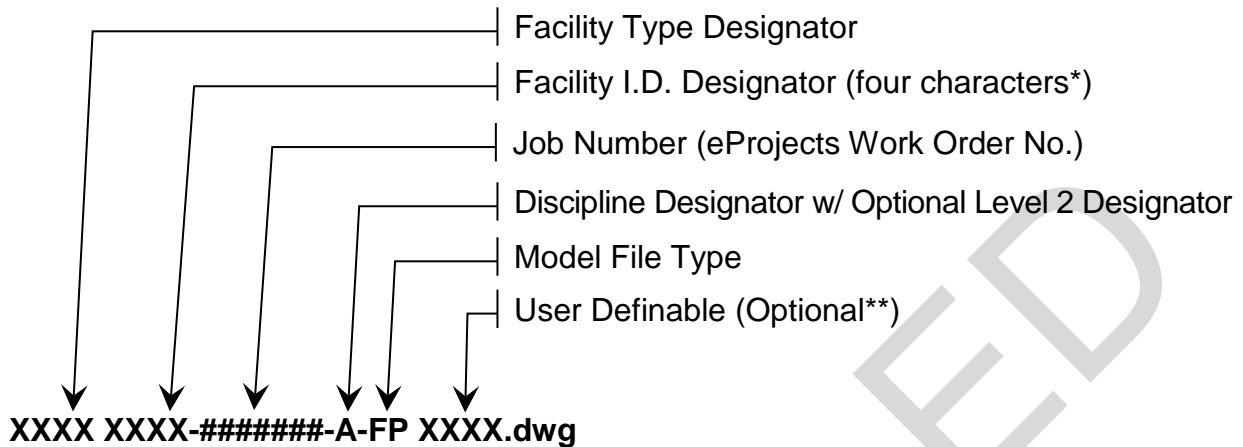 Facility Type Designator
Facility I.D. Designator (four characters*)
Job Number (eProjects Work Order No.)
Discipline Designator w/ Optional Level 2 Designator
Model File Type
User Definable (Optional**)
XXXX XXXX-#######-A-FP XXXX.dwg
ED